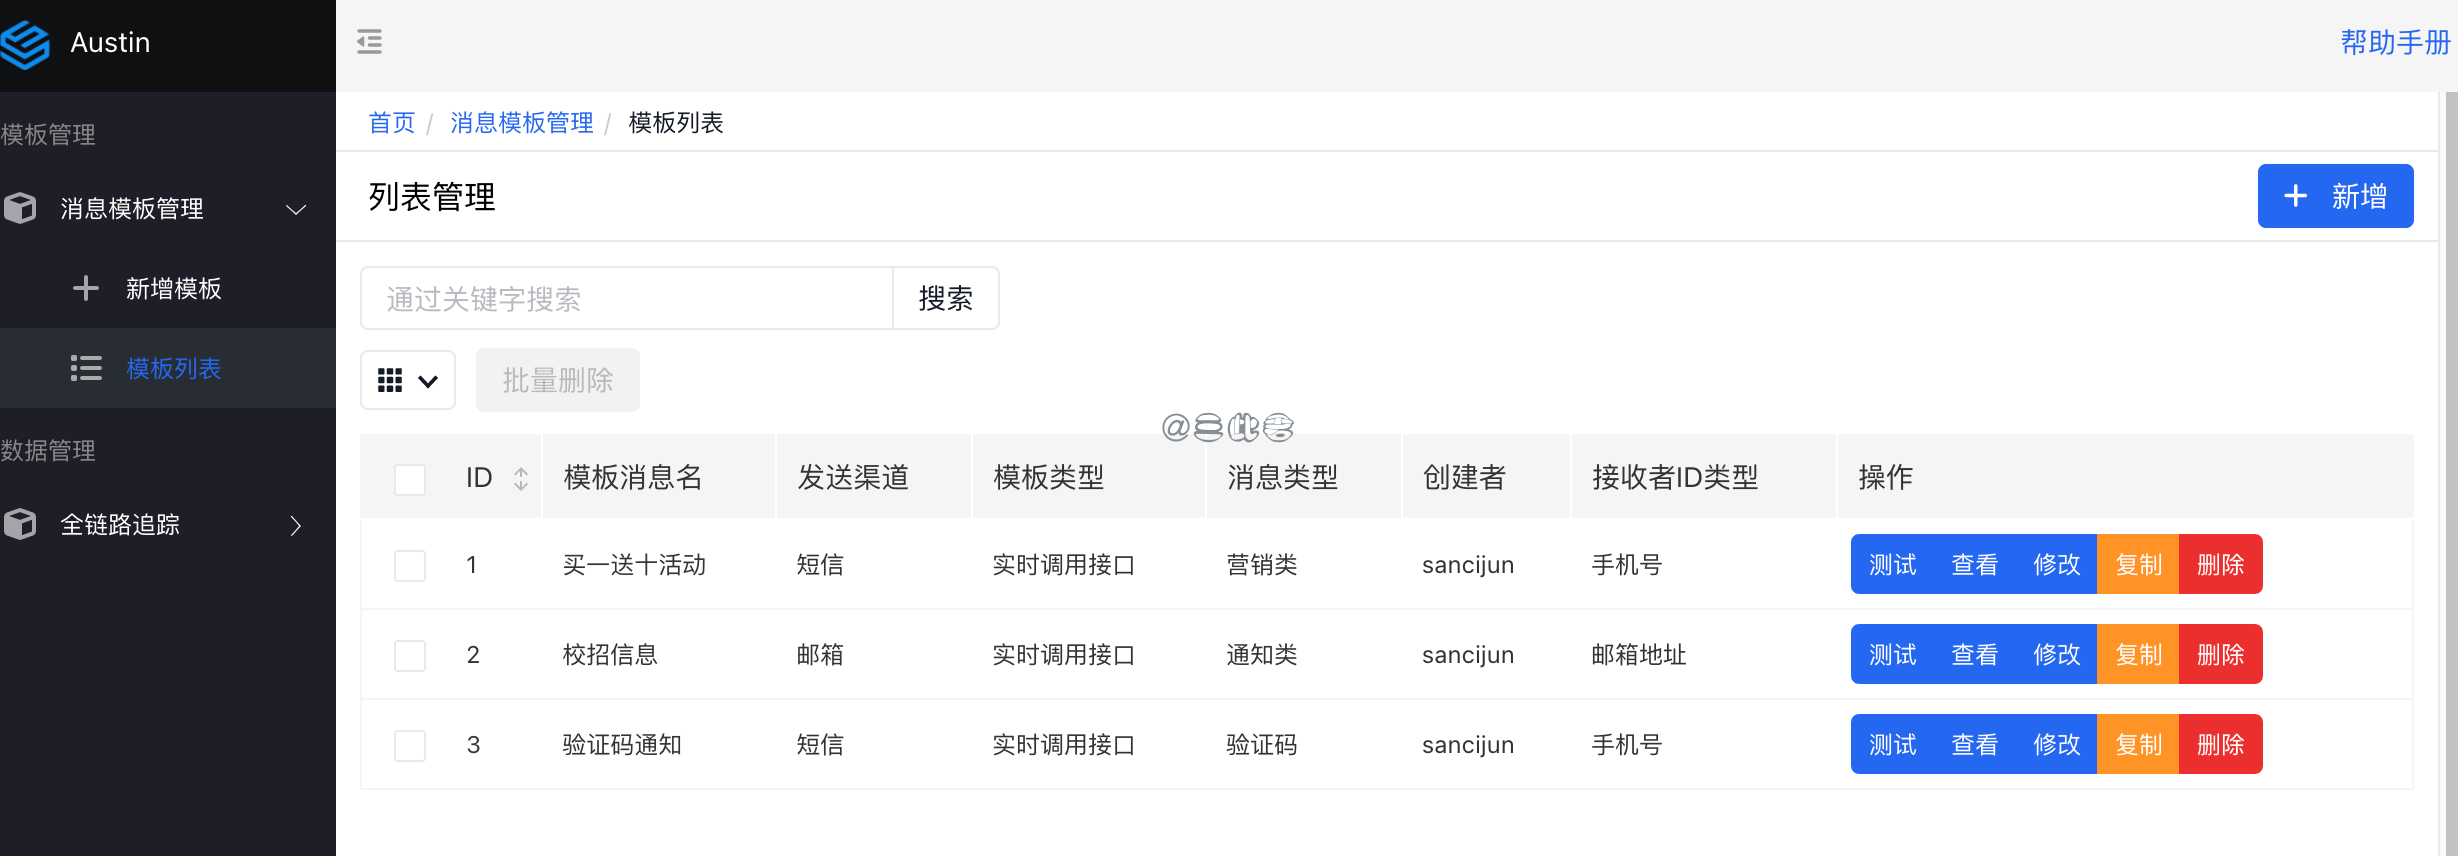 Austin
帮助手册
模板管理
消息模板管理
新增模板
模板列表
数据管理
全链路追踪
首页 / 消息模板管理 / 模板列表
列表管理
新增
通过关键字搜索 搜索
批量删除
ID 模板消息名 发送渠道 模板类型 消息类型 创建者 接收者ID类型 操作
1 买一送十活动 短信 实时调用接口 营销类 sancijun 手机号 测试 查看 修改 复制 删除
2 校招信息 邮箱 实时调用接口 通知类 sancijun 邮箱地址 测试 查看 修改 复制 删除
3 验证码通知 短信 实时调用接口 验证码 sancijun 手机号 测试 查看 修改 复制 删除